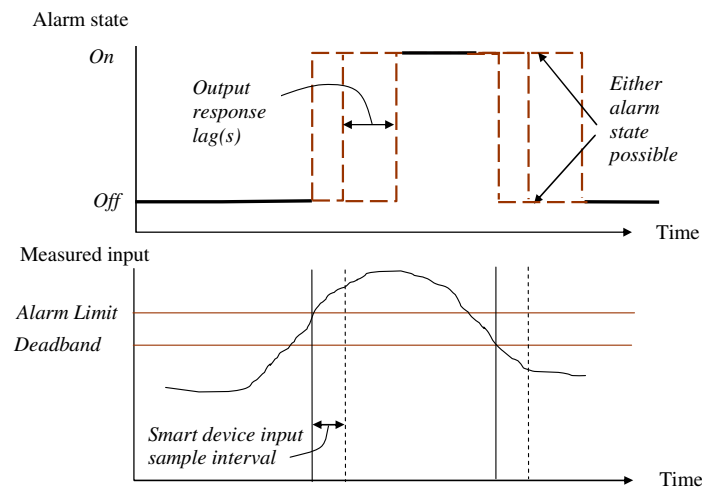 Alarm state
On
Output
response
lag(s)
Either
alarm
state
possible
Off
Time
Measured input
Alarm Limit
Deadband
Smart device input
sample interval
Time